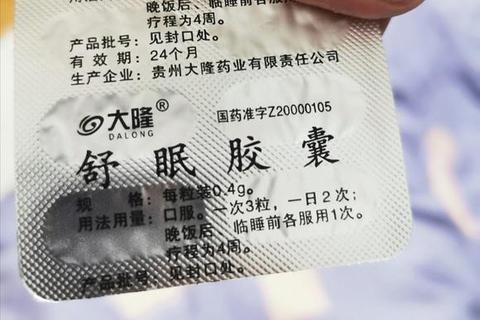 晚饭后、临睡前各服
疗程为4周。
产品批号：见封口处。
有 效 期：24个月
生产企业：贵州大隆药业有限责任公司
大隆®
DALONG
国药准字Z20000105
舒眠胶囊
规 格：每粒装0.4g。
用法用量：口服。一次3粒，一日2次；
晚饭后、临睡前各服用1次。
疗程为4周。
产品批号：见封口处。